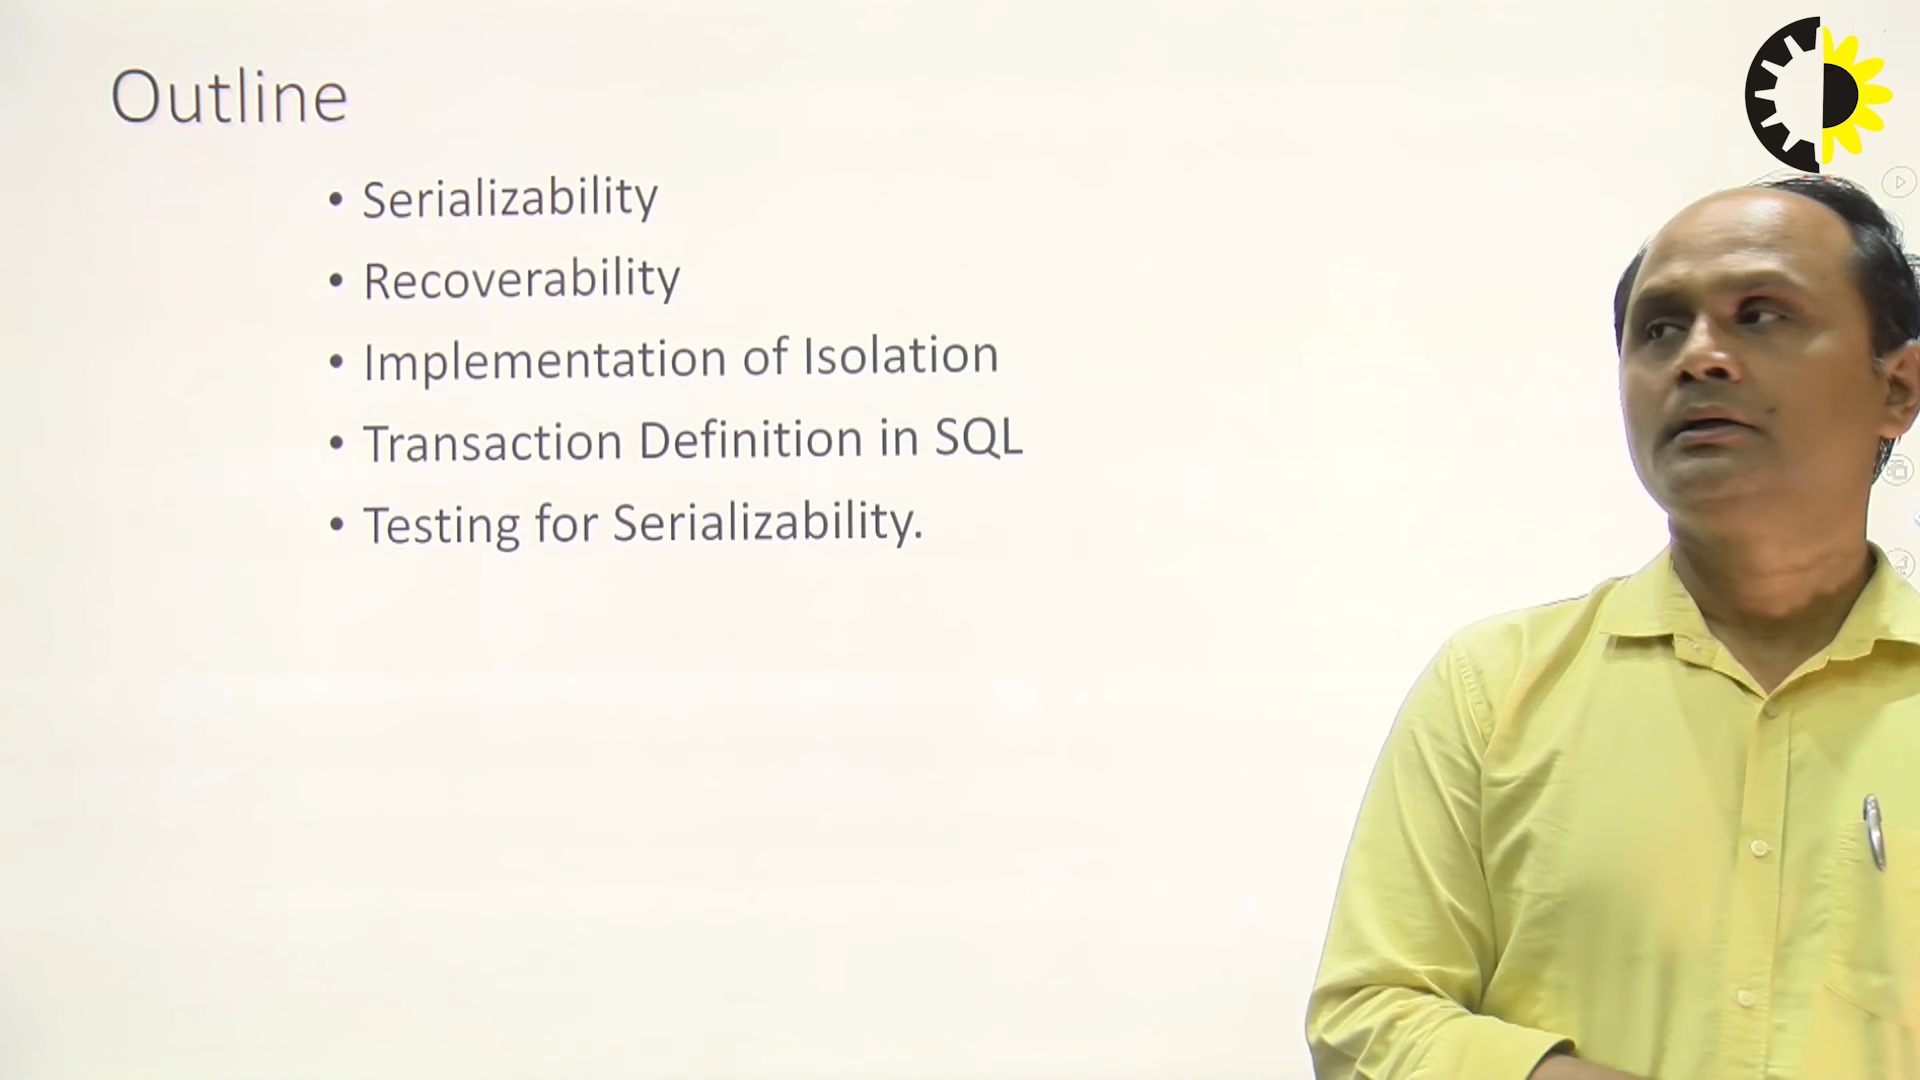 Outline
• Serializability
• Recoverability
• Implementation of Isolation
• Transaction Definition in SQL
• Testing for Serializability.